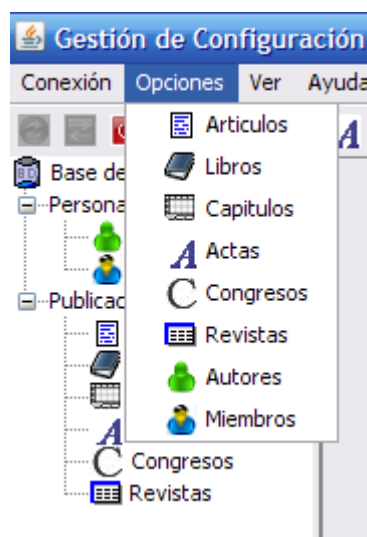 Gestión de Configuración
Conexión Opciones Ver Ayuda
Articulos
A
Libros
Base de
Persona
Capitulos
A Actas
C Congresos
Publicac
Revistas
Autores
Miembros
A
C Congresos
Revistas